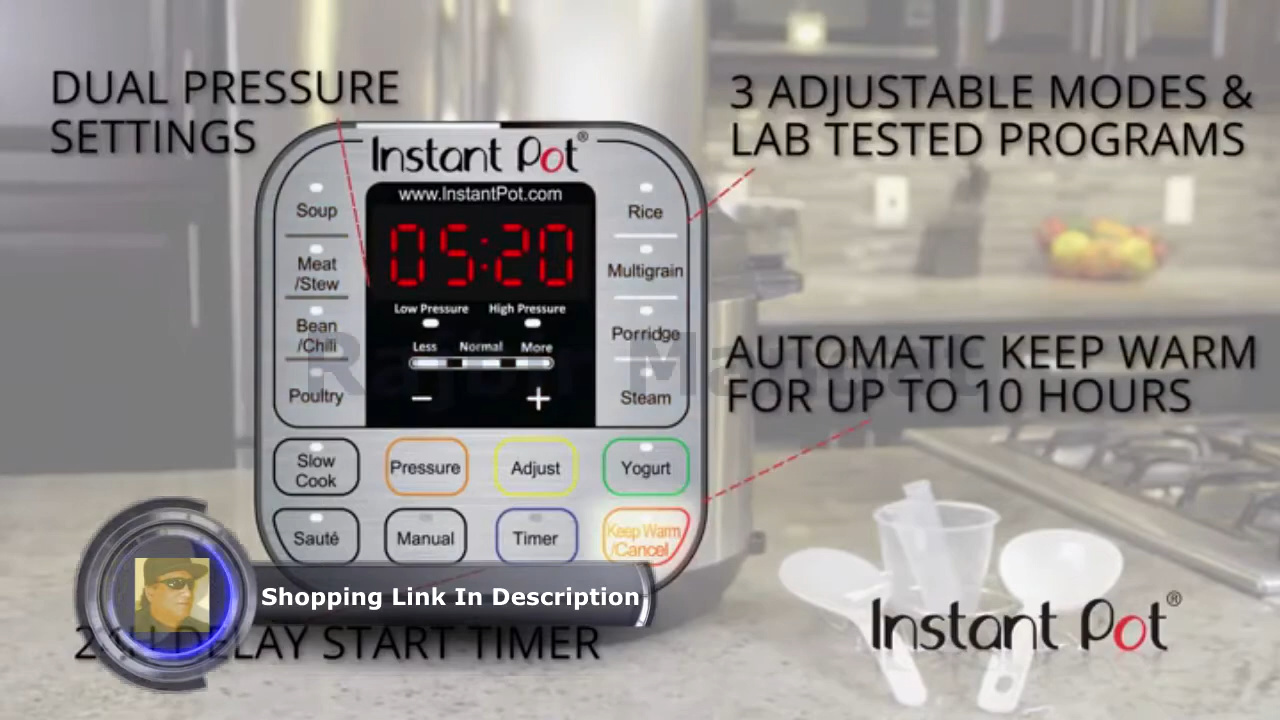 DUAL PRESSURE
SETTINGS
3 ADJUSTABLE MODES &
LAB TESTED PROGRAMS
Instant Pot®
www.InstantPot.com
05:20
Low Pressure High Pressure
Less Normal More
− +
Soup
Meat
/Stew
Bean
/Chili
Poultry
Rice
Multigrain
Porridge
Steam
AUTOMATIC KEEP WARM
FOR UP TO 10 HOURS
Slow
Cook
Pressure
Adjust
Yogurt
Sauté
Manual
Timer
Keep Warm
/Cancel
Shopping Link In Description
DELAY START TIMER
Instant Pot®